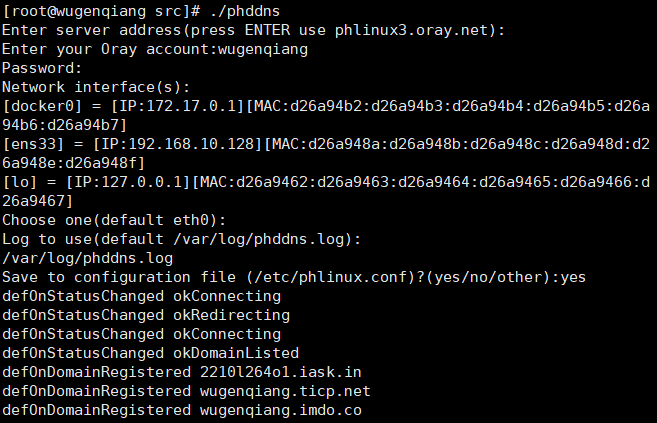 [root@wugenqiang src]# ./phddns
Enter server address(press ENTER use phlinux3.oray.net):
Enter your Oray account:wugenqiang
Password:
Network interface(s):
[docker0] = [IP:172.17.0.1][MAC:d26a94b2:d26a94b3:d26a94b4:d26a94b5:d26a
94b6:d26a94b7]
[ens33] = [IP:192.168.10.128][MAC:d26a948a:d26a948b:d26a948c:d26a948d:d2
6a948e:d26a948f]
[lo] = [IP:127.0.0.1][MAC:d26a9462:d26a9463:d26a9464:d26a9465:d26a9466:d
26a9467]
Choose one(default eth0):
Log to use(default /var/log/phddns.log):
/var/log/phddns.log
Save to configuration file (/etc/phlinux.conf)?(yes/no/other):yes
defOnStatusChanged okConnecting
defOnStatusChanged okRedirecting
defOnStatusChanged okConnecting
defOnStatusChanged okDomainListed
defOnDomainRegistered 2210l264o1.iask.in
defOnDomainRegistered wugenqiang.ticp.net
defOnDomainRegistered wugenqiang.imdo.co